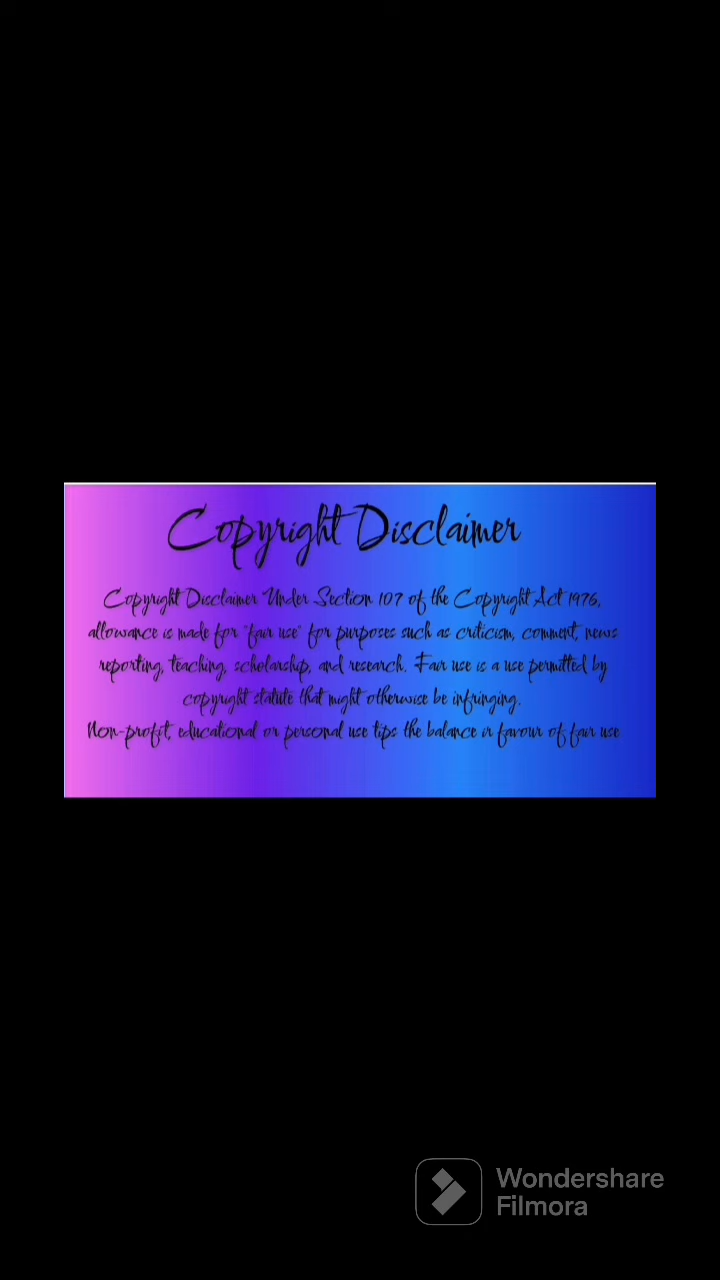 Copyright Disclaimer
Copyright Disclaimer Under Section 107 of the Copyright Act 1976,
allowance is made for "fair use" for purposes such as criticism, comment, news
reporting, teaching, scholarship, and research. Fair use is a use permitted by
copyright statute that might otherwise be infringing.
Non-profit, educational or personal use tips the balance in favour of fair use
Wondershare
Filmora